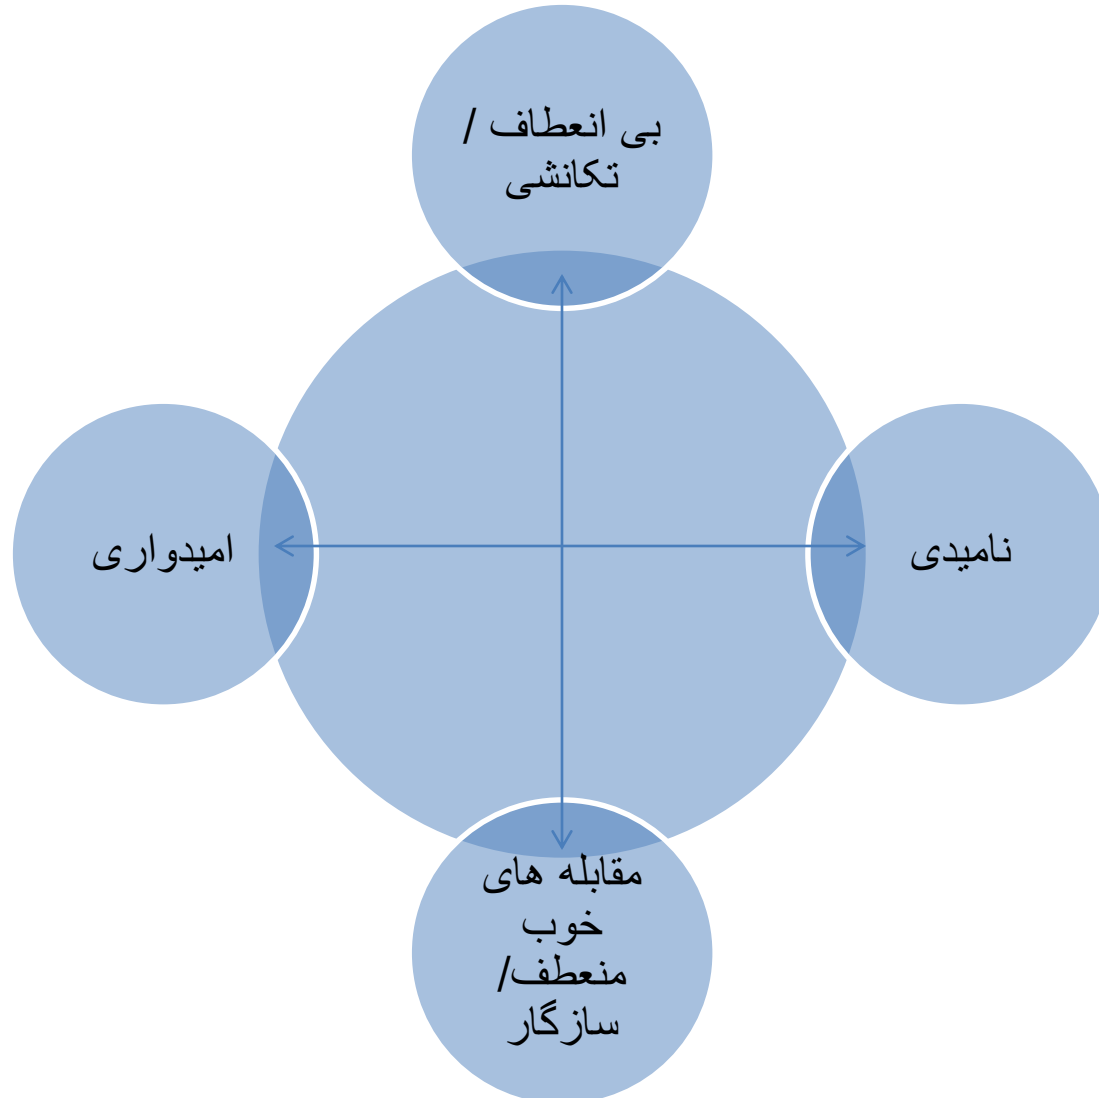 بی انعطاف /
تکانشی
نامیدی
امیدواری
مقابله های
خوب
منعطف/
سازگار